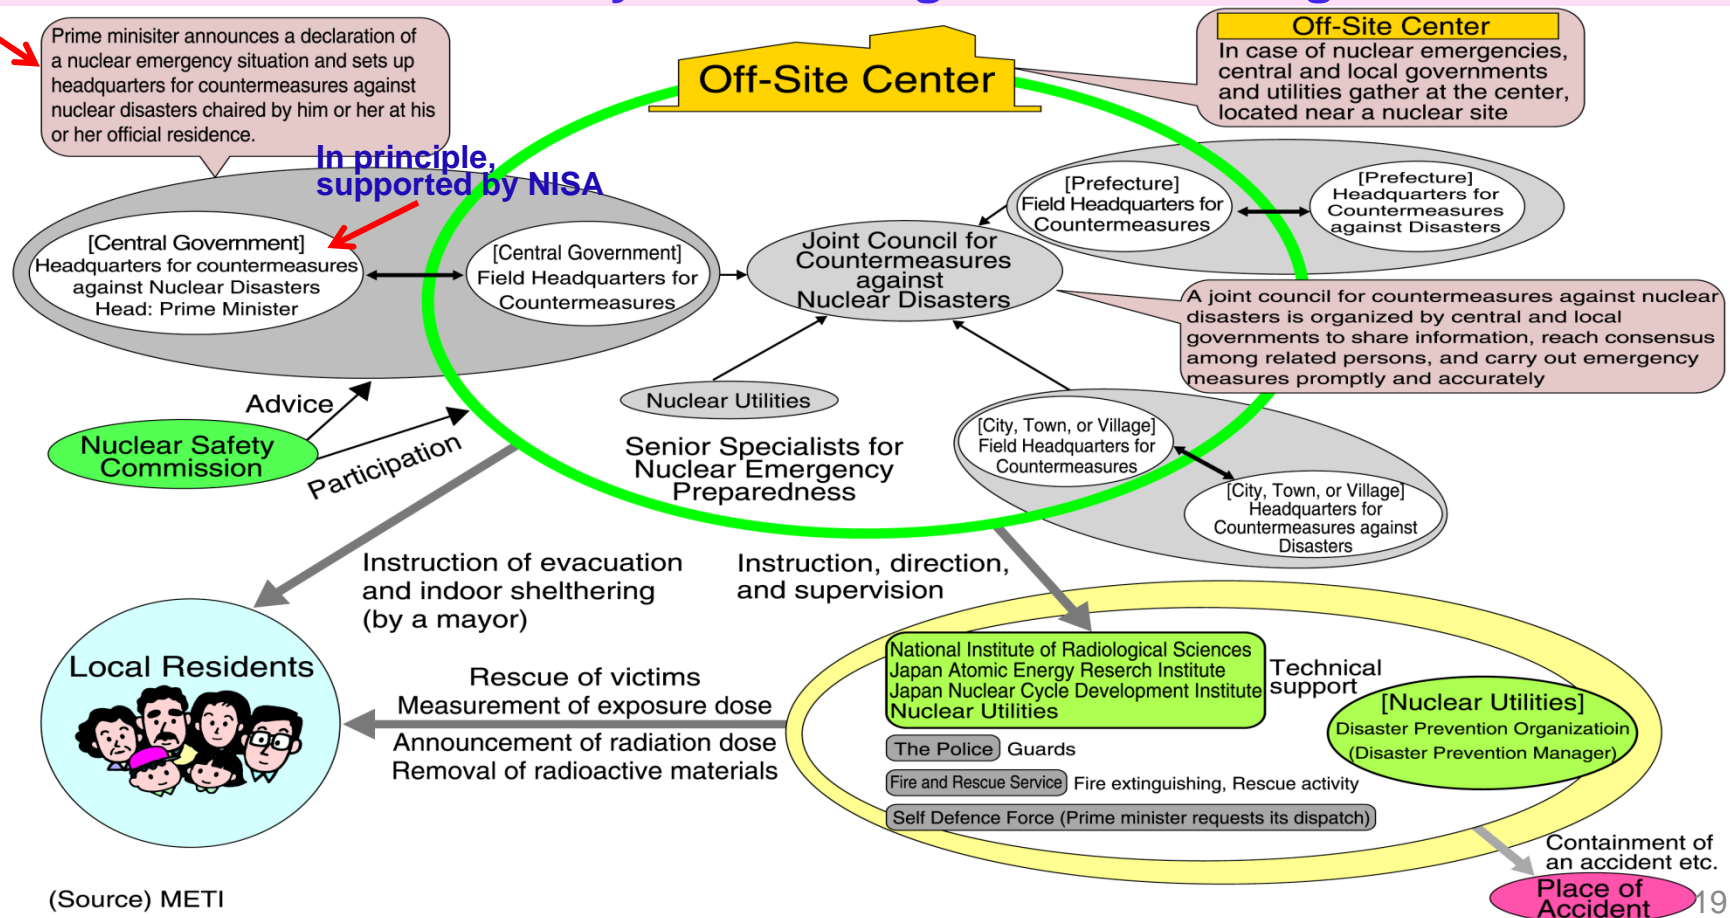 Prime minisiter announces a declaration of
a nuclear emergency situation and sets up
headquarters for countermeasures against
nuclear disasters chaired by him or her at his
or her official residence.
Off-Site Center
Off-Site Center
In case of nuclear emergencies,
central and local governments
and utilities gather at the center,
located near a nuclear site
In principle,
supported by NISA
[Central Government]
Headquarters for countermeasures
against Nuclear Disasters
Head: Prime Minister
[Central Government]
Field Headquarters for
Countermeasures
Joint Council for
Countermeasures
against
Nuclear Disasters
[Prefecture]
Field Headquarters for
Countermeasures
[Prefecture]
Headquarters for
Countermeasures
against Disasters
A joint council for countermeasures against nuclear
disasters is organized by central and local
governments to share information, reach consensus
among related persons, and carry out emergency
measures promptly and accurately
Advice
Nuclear Safety
Commission
Participation
Nuclear Utilities
Senior Specialists for
Nuclear Emergency
Preparedness
[City, Town, or Village]
Field Headquarters for
Countermeasures
[City, Town, or Village]
Headquarters for
Countermeasures against
Disasters
Instruction of evacuation
and indoor shelthering
(by a mayor)
Instruction, direction,
and supervision
Local Residents
Rescue of victims
Measurement of exposure dose
Announcement of radiation dose
Removal of radioactive materials
National Institute of Radiological Sciences
Japan Atomic Energy Reserch Institute
Japan Nuclear Cycle Development Institute
Nuclear Utilities
Technical
support
The Police Guards
Fire and Rescue Service Fire extinguishing, Rescue activity
Self Defence Force (Prime minister requests its dispatch)
[Nuclear Utilities]
Disaster Prevention Organizatioin
(Disaster Prevention Manager)
Containment of
an accident etc.
Place of
Accident
(Source) METI
19